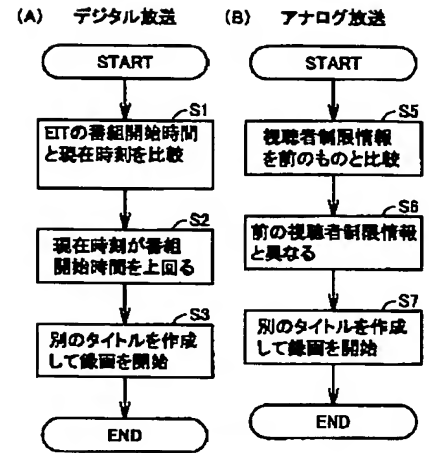 (A) デジタル放送
START
S1
EITの番組開始時間
と現在時刻を比較
S2
現在時刻が番組
開始時間を上回る
S3
別のタイトルを作成
して録画を開始
END
(B) アナログ放送
START
S5
視聴者制限情報
を前のものと比較
S6
前の視聴者制限情報
と異なる
S7
別のタイトルを作成
して録画を開始
END